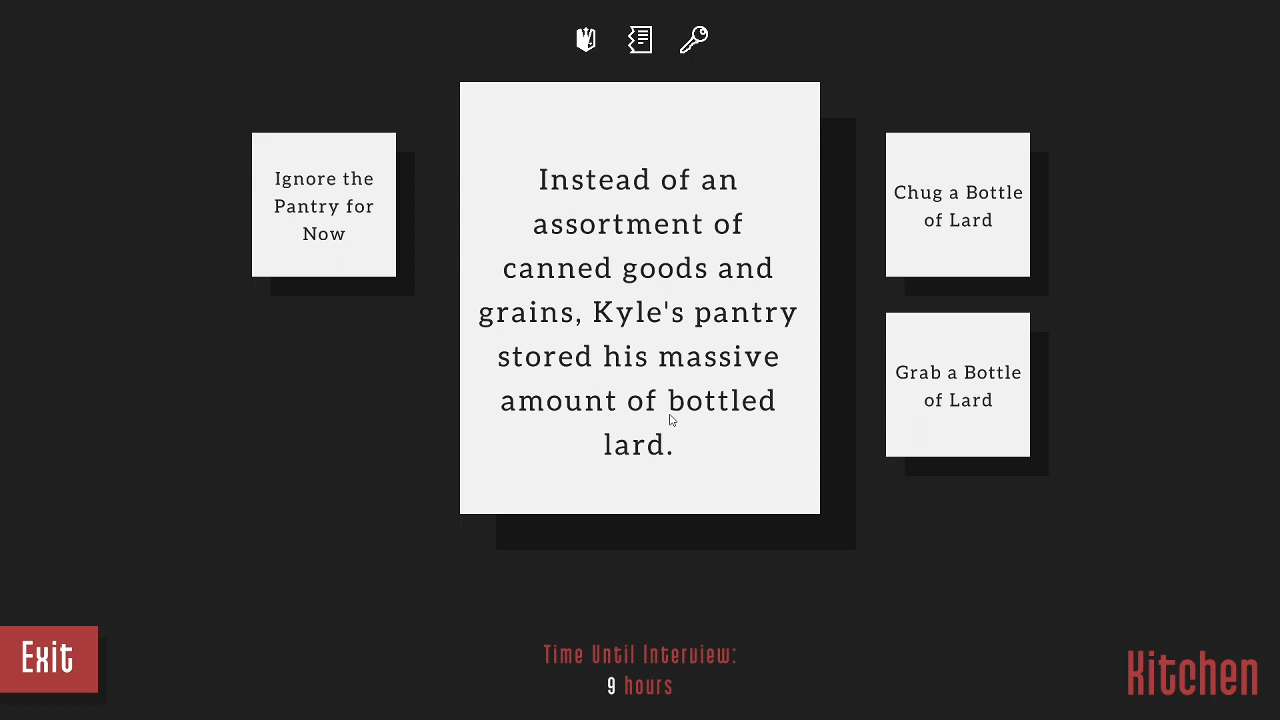 Ignore the
Pantry for
Now
Instead of an
assortment of
canned goods and
grains, Kyle's pantry
stored his massive
amount of bottled
lard.
Chug a Bottle
of Lard
Grab a Bottle
of Lard
Exit
Time Until Interview:
9 hours
Kitchen